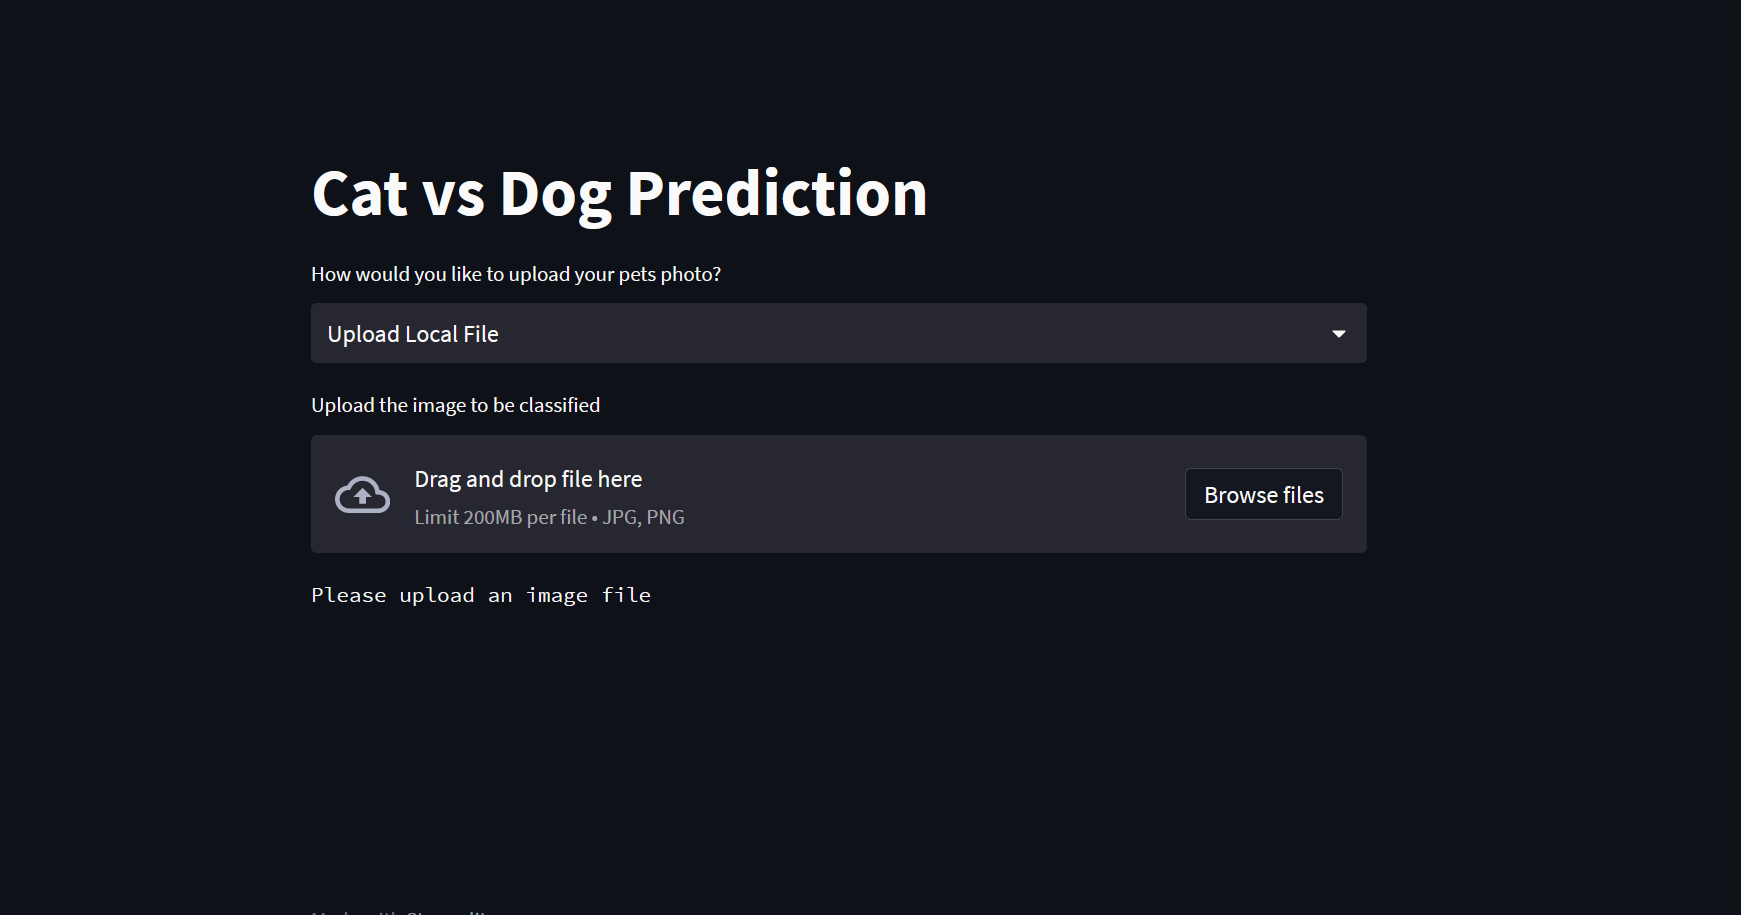 Cat vs Dog Prediction
How would you like to upload your pets photo?
Upload Local File
Upload the image to be classified
Drag and drop file here
Limit 200MB per file • JPG, PNG
Browse files
Please upload an image file